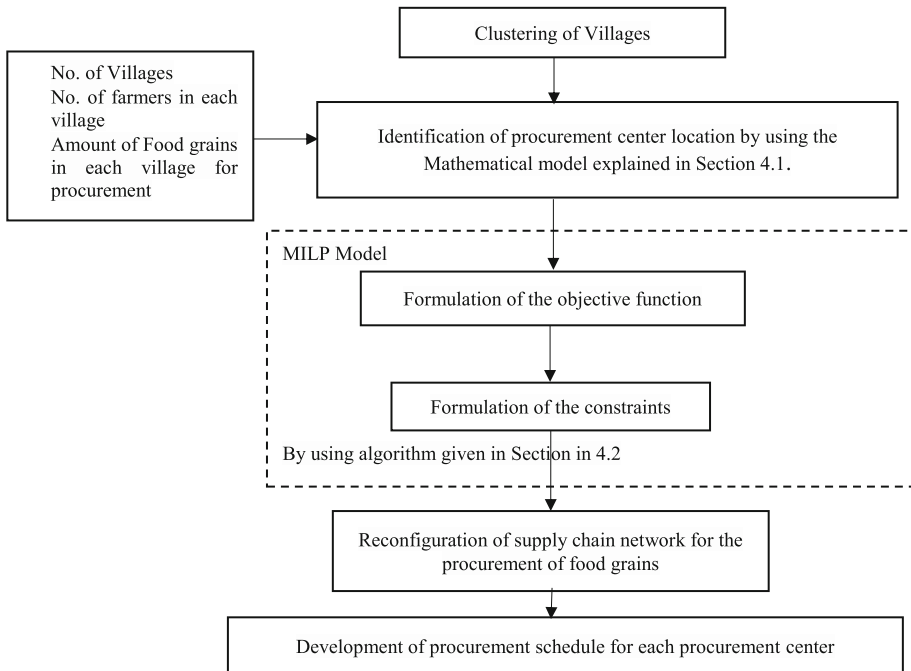 Clustering of Villages
No. of Villages
No. of farmers in each
village
Amount of Food grains
in each village for
procurement
Identification of procurement center location by using the
Mathematical model explained in Section 4.1.
MILP Model
Formulation of the objective function
Formulation of the constraints
By using algorithm given in Section in 4.2
Reconfiguration of supply chain network for the
procurement of food grains
Development of procurement schedule for each procurement center